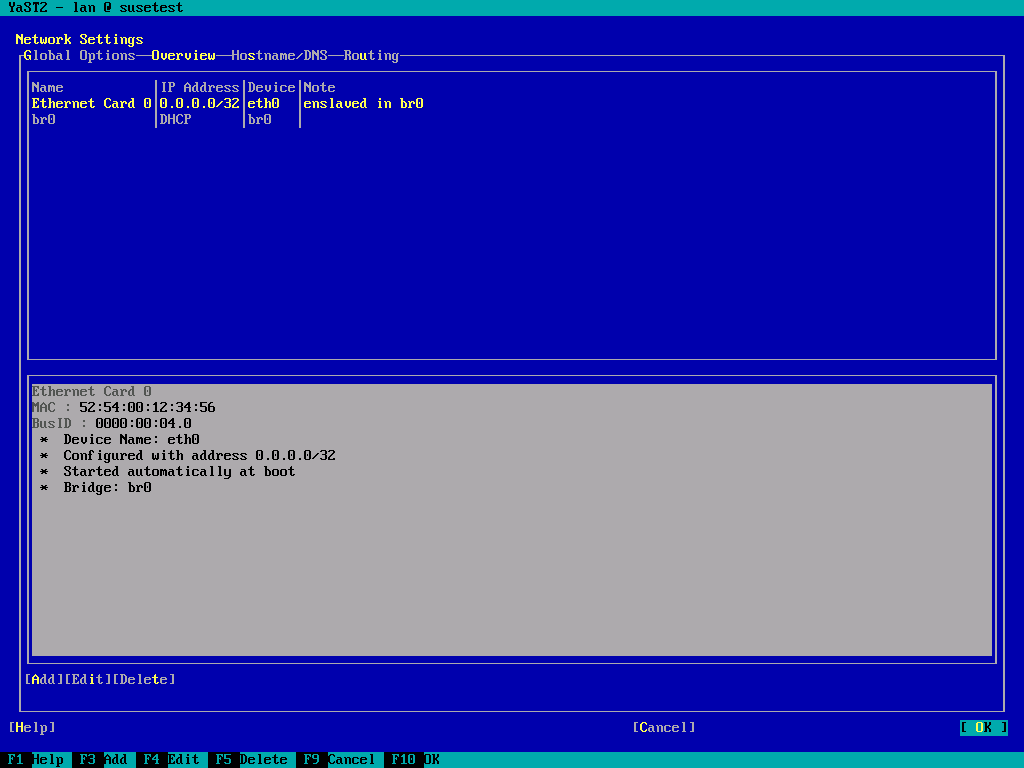 YaST2 - lan @ susetest
Network Settings
Global Options Overview Hostname/DNS Routing
Name IP Address Device Note
Ethernet Card 0 0.0.0.0/32 eth0 enslaved in br0
br0 DHCP br0
Ethernet Card 0
MAC : 52:54:00:12:34:56
BusID : 0000:00:04.0
* Device Name: eth0
* Configured with address 0.0.0.0/32
* Started automatically at boot
* Bridge: br0
[Add][Edit][Delete]
[Help] [Cancel] [ OK ]
F1 Help F3 Add F4 Edit F5 Delete F9 Cancel F10 OK